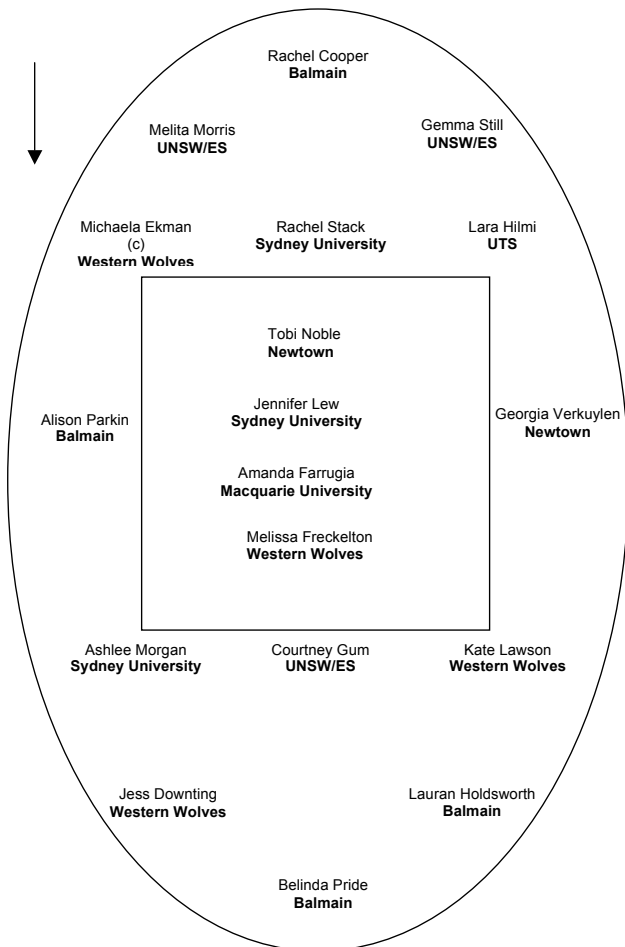 Rachel Cooper
Balmain
Melita Morris
UNSW/ES
Gemma Still
UNSW/ES
Michaela Ekman
(c)
Western Wolves
Rachel Stack
Sydney University
Lara Hilmi
UTS
Tobi Noble
Newtown
Alison Parkin
Balmain
Jennifer Lew
Sydney University
Georgia Verkuylen
Newtown
Amanda Farrugia
Macquarie University
Melissa Freckelton
Western Wolves
Ashlee Morgan
Sydney University
Courtney Gum
UNSW/ES
Kate Lawson
Western Wolves
Jess Downting
Western Wolves
Lauran Holdsworth
Balmain
Belinda Pride
Balmain